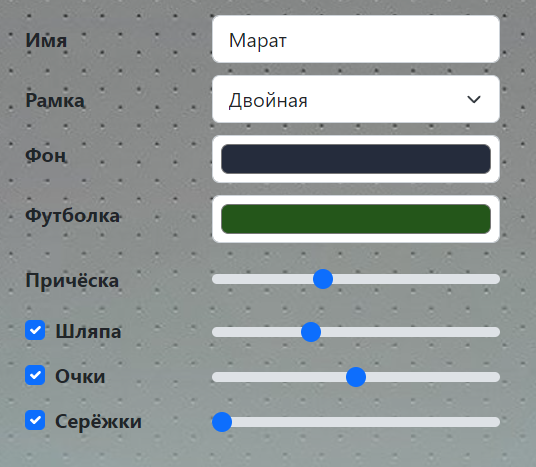 Имя Марат
Рамка Двойная
Фон
Футболка
Причёска
Шляпа
Очки
Серёжки